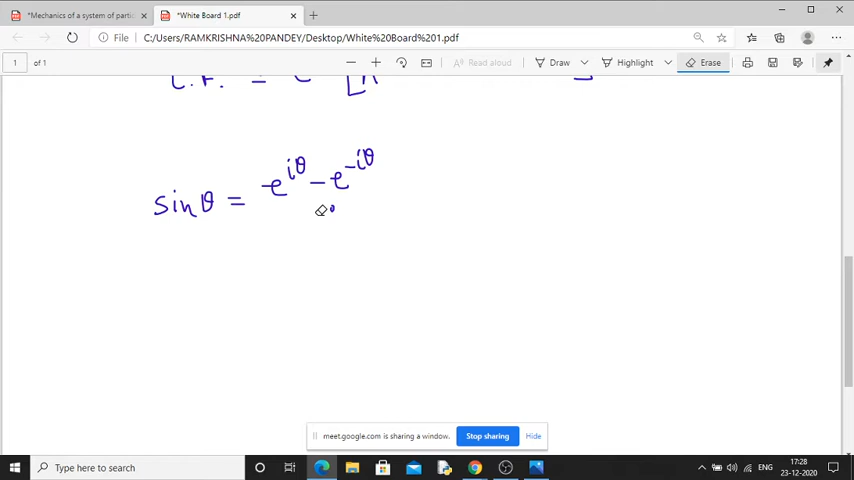 *Mechanics of a system of partic
*White Board 1.pdf
File C:/Users/RAMKRISHNA%20PANDEY/Desktop/White%20Board%201.pdf
1 of 1 Read aloud Draw Highlight Erase
sinθ = e^{iθ} - e^{-iθ}
meet.google.com is sharing a window. Stop sharing Hide
Type here to search
ENG
17:28
23-12-2020